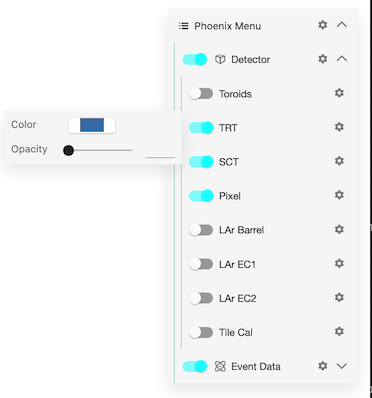 Phoenix Menu
Detector
Toroids
TRT
SCT
Pixel
LAr Barrel
LAr EC1
LAr EC2
Tile Cal
Event Data
Color
Opacity